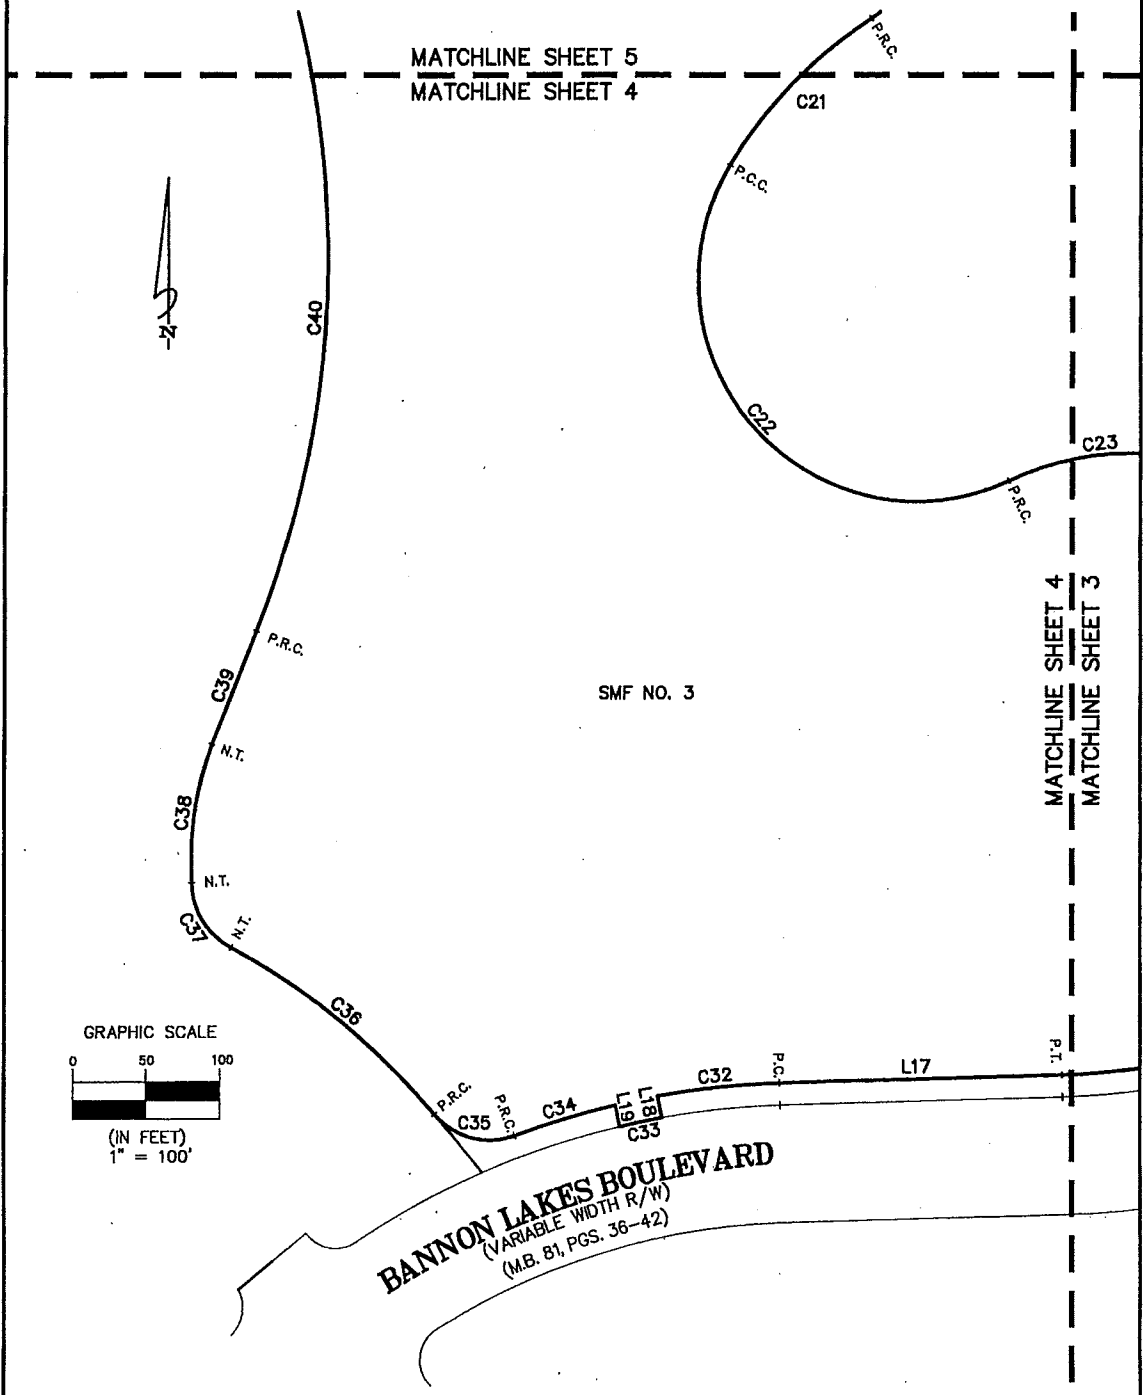 P.R.C.
MATCHLINE SHEET 5
MATCHLINE SHEET 4
C21
P.C.C.
N
C40
C22
C23
P.R.C.
MATCHLINE SHEET 4
MATCHLINE SHEET 3
P.R.C.
C39
SMF NO. 3
N.T.
C38
N.T.
C37
N.T.
C36
GRAPHIC SCALE
0 50 100
(IN FEET)
1" = 100'
P.R.C.
C35
P.R.C.
C34
L19
L18
C33
C32
P.C.
L17
P.T.
BANNON LAKES BOULEVARD
(VARIABLE WIDTH R/W)
(M.B. 81, PGS. 36-42)